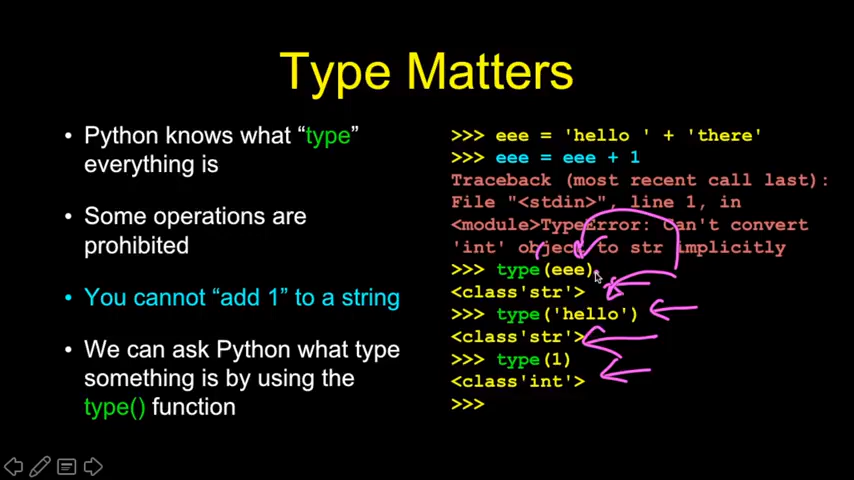 Type Matters
• Python knows what “type”
everything is
• Some operations are
prohibited
• You cannot “add 1” to a string
• We can ask Python what type
something is by using the
type() function
>>> eee = 'hello ' + 'there'
>>> eee = eee + 1
Traceback (most recent call last):
File "<stdin>", line 1, in
<module>TypeError: Can't convert
'int' object to str implicitly
>>> type(eee)
<class'str'>
>>> type('hello')
<class'str'>
>>> type(1)
<class'int'>
>>>